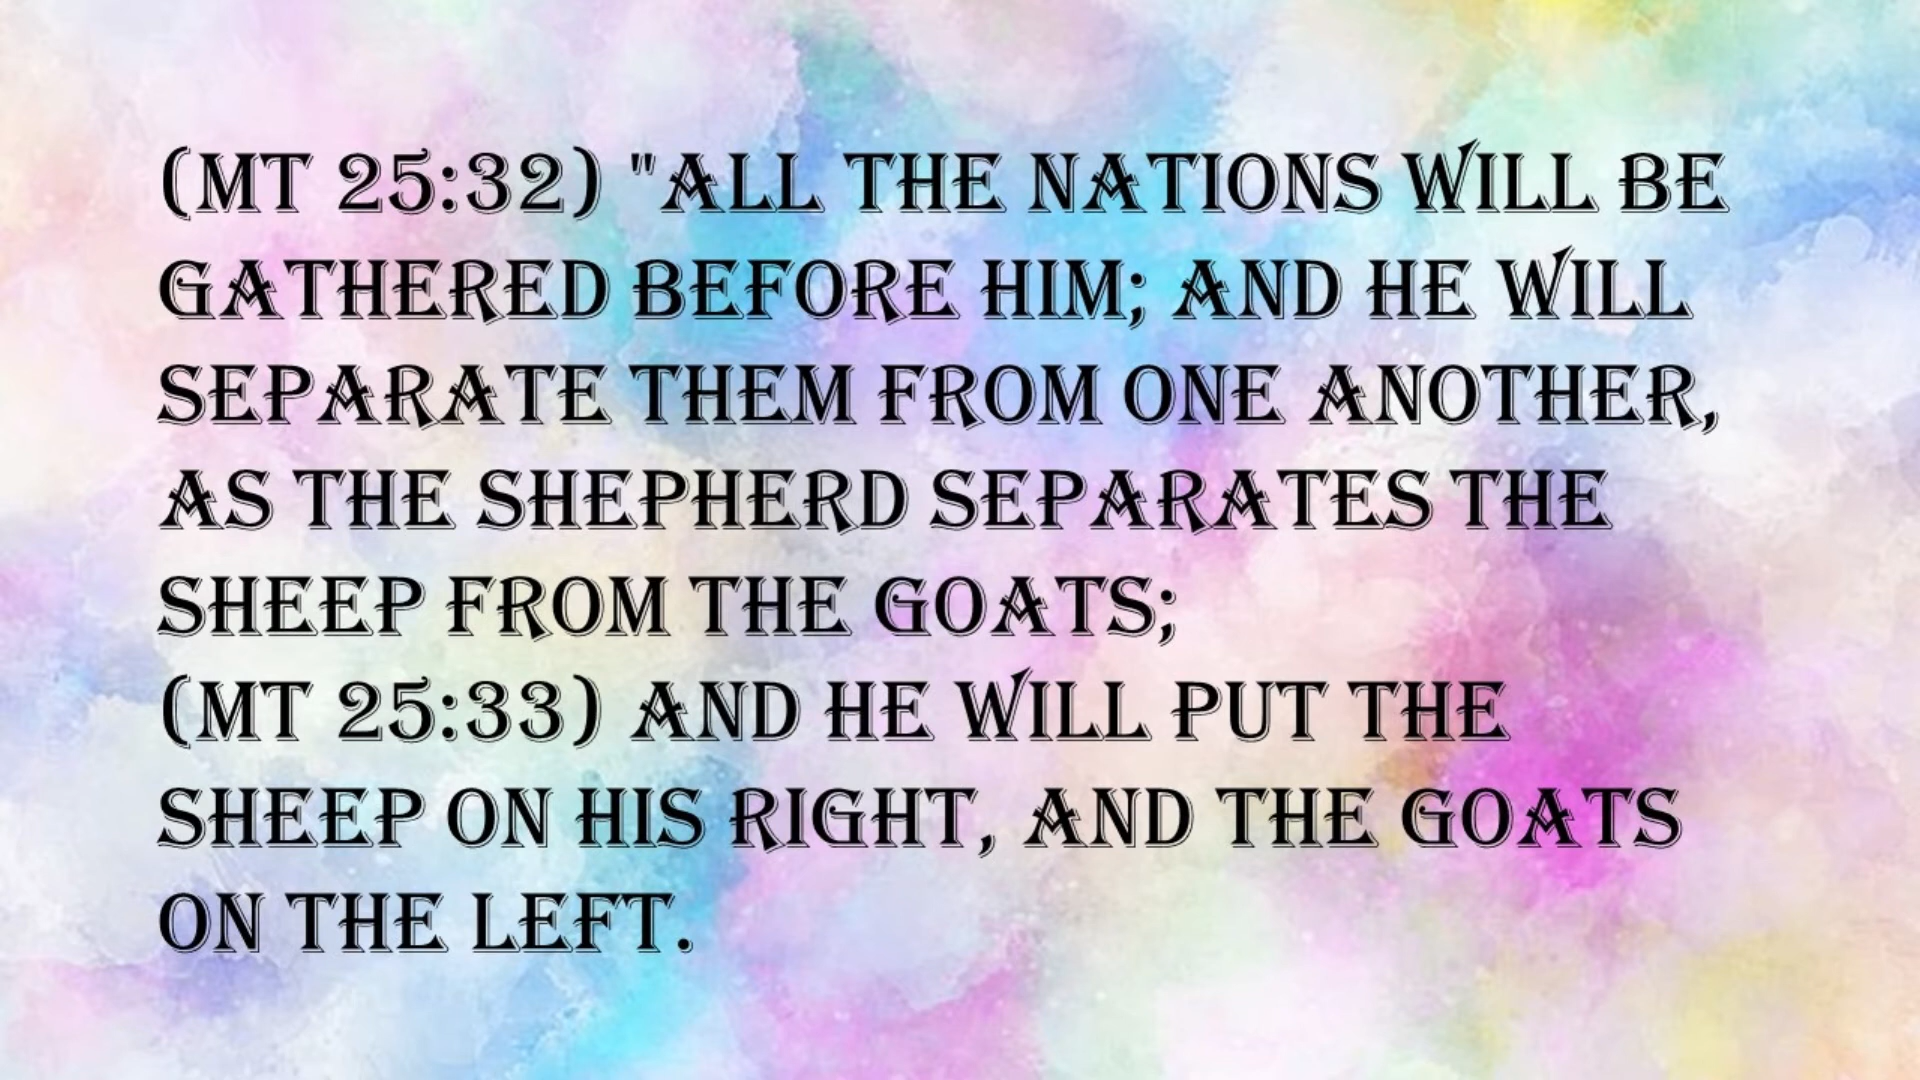 (MT 25:32) "ALL THE NATIONS WILL BE
GATHERED BEFORE HIM; AND HE WILL
SEPARATE THEM FROM ONE ANOTHER,
AS THE SHEPHERD SEPARATES THE
SHEEP FROM THE GOATS;
(MT 25:33) AND HE WILL PUT THE
SHEEP ON HIS RIGHT, AND THE GOATS
ON THE LEFT.